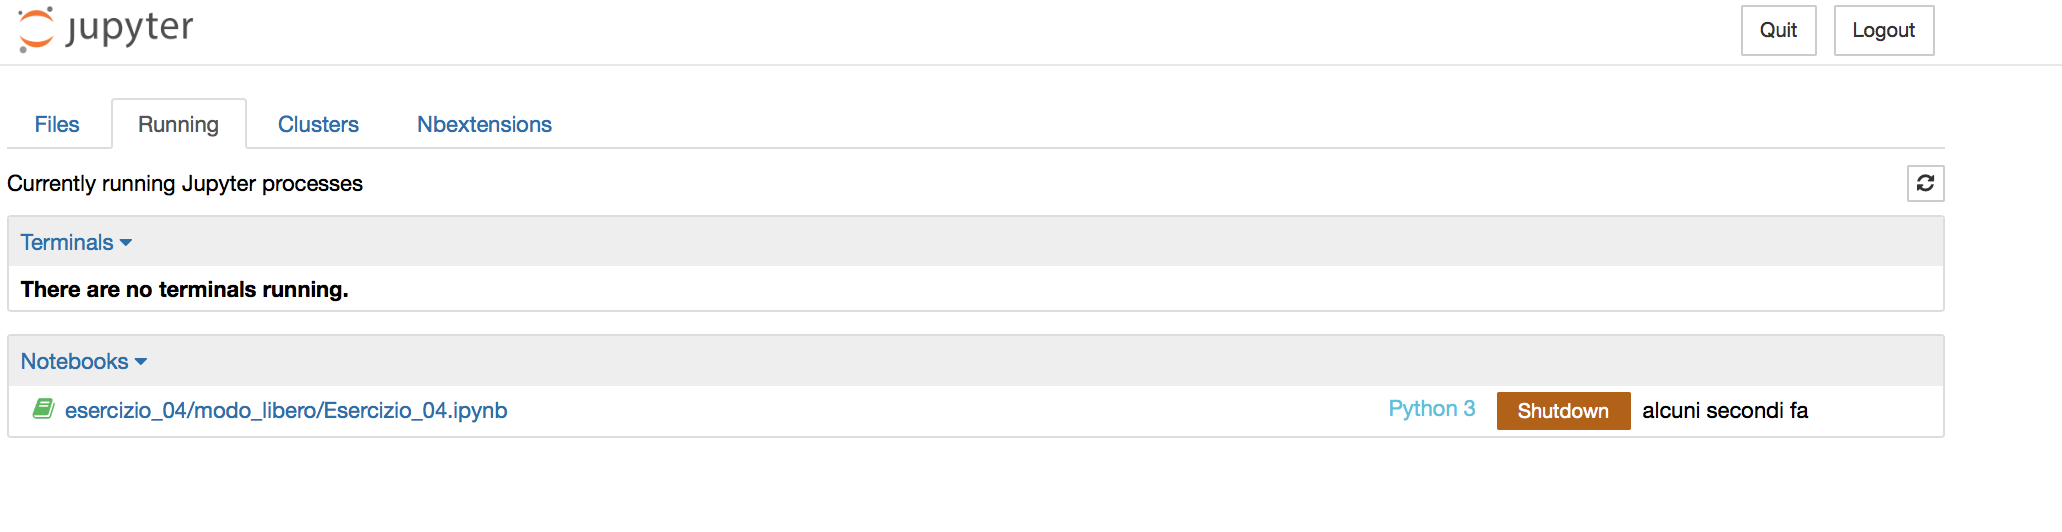 jupyter
Quit
Logout
Files
Running
Clusters
Nbextensions
Currently running Jupyter processes
Terminals
There are no terminals running.
Notebooks
esercizio_04/modo_libero/Esercizio_04.ipynb
Python 3
Shutdown
alcuni secondi fa